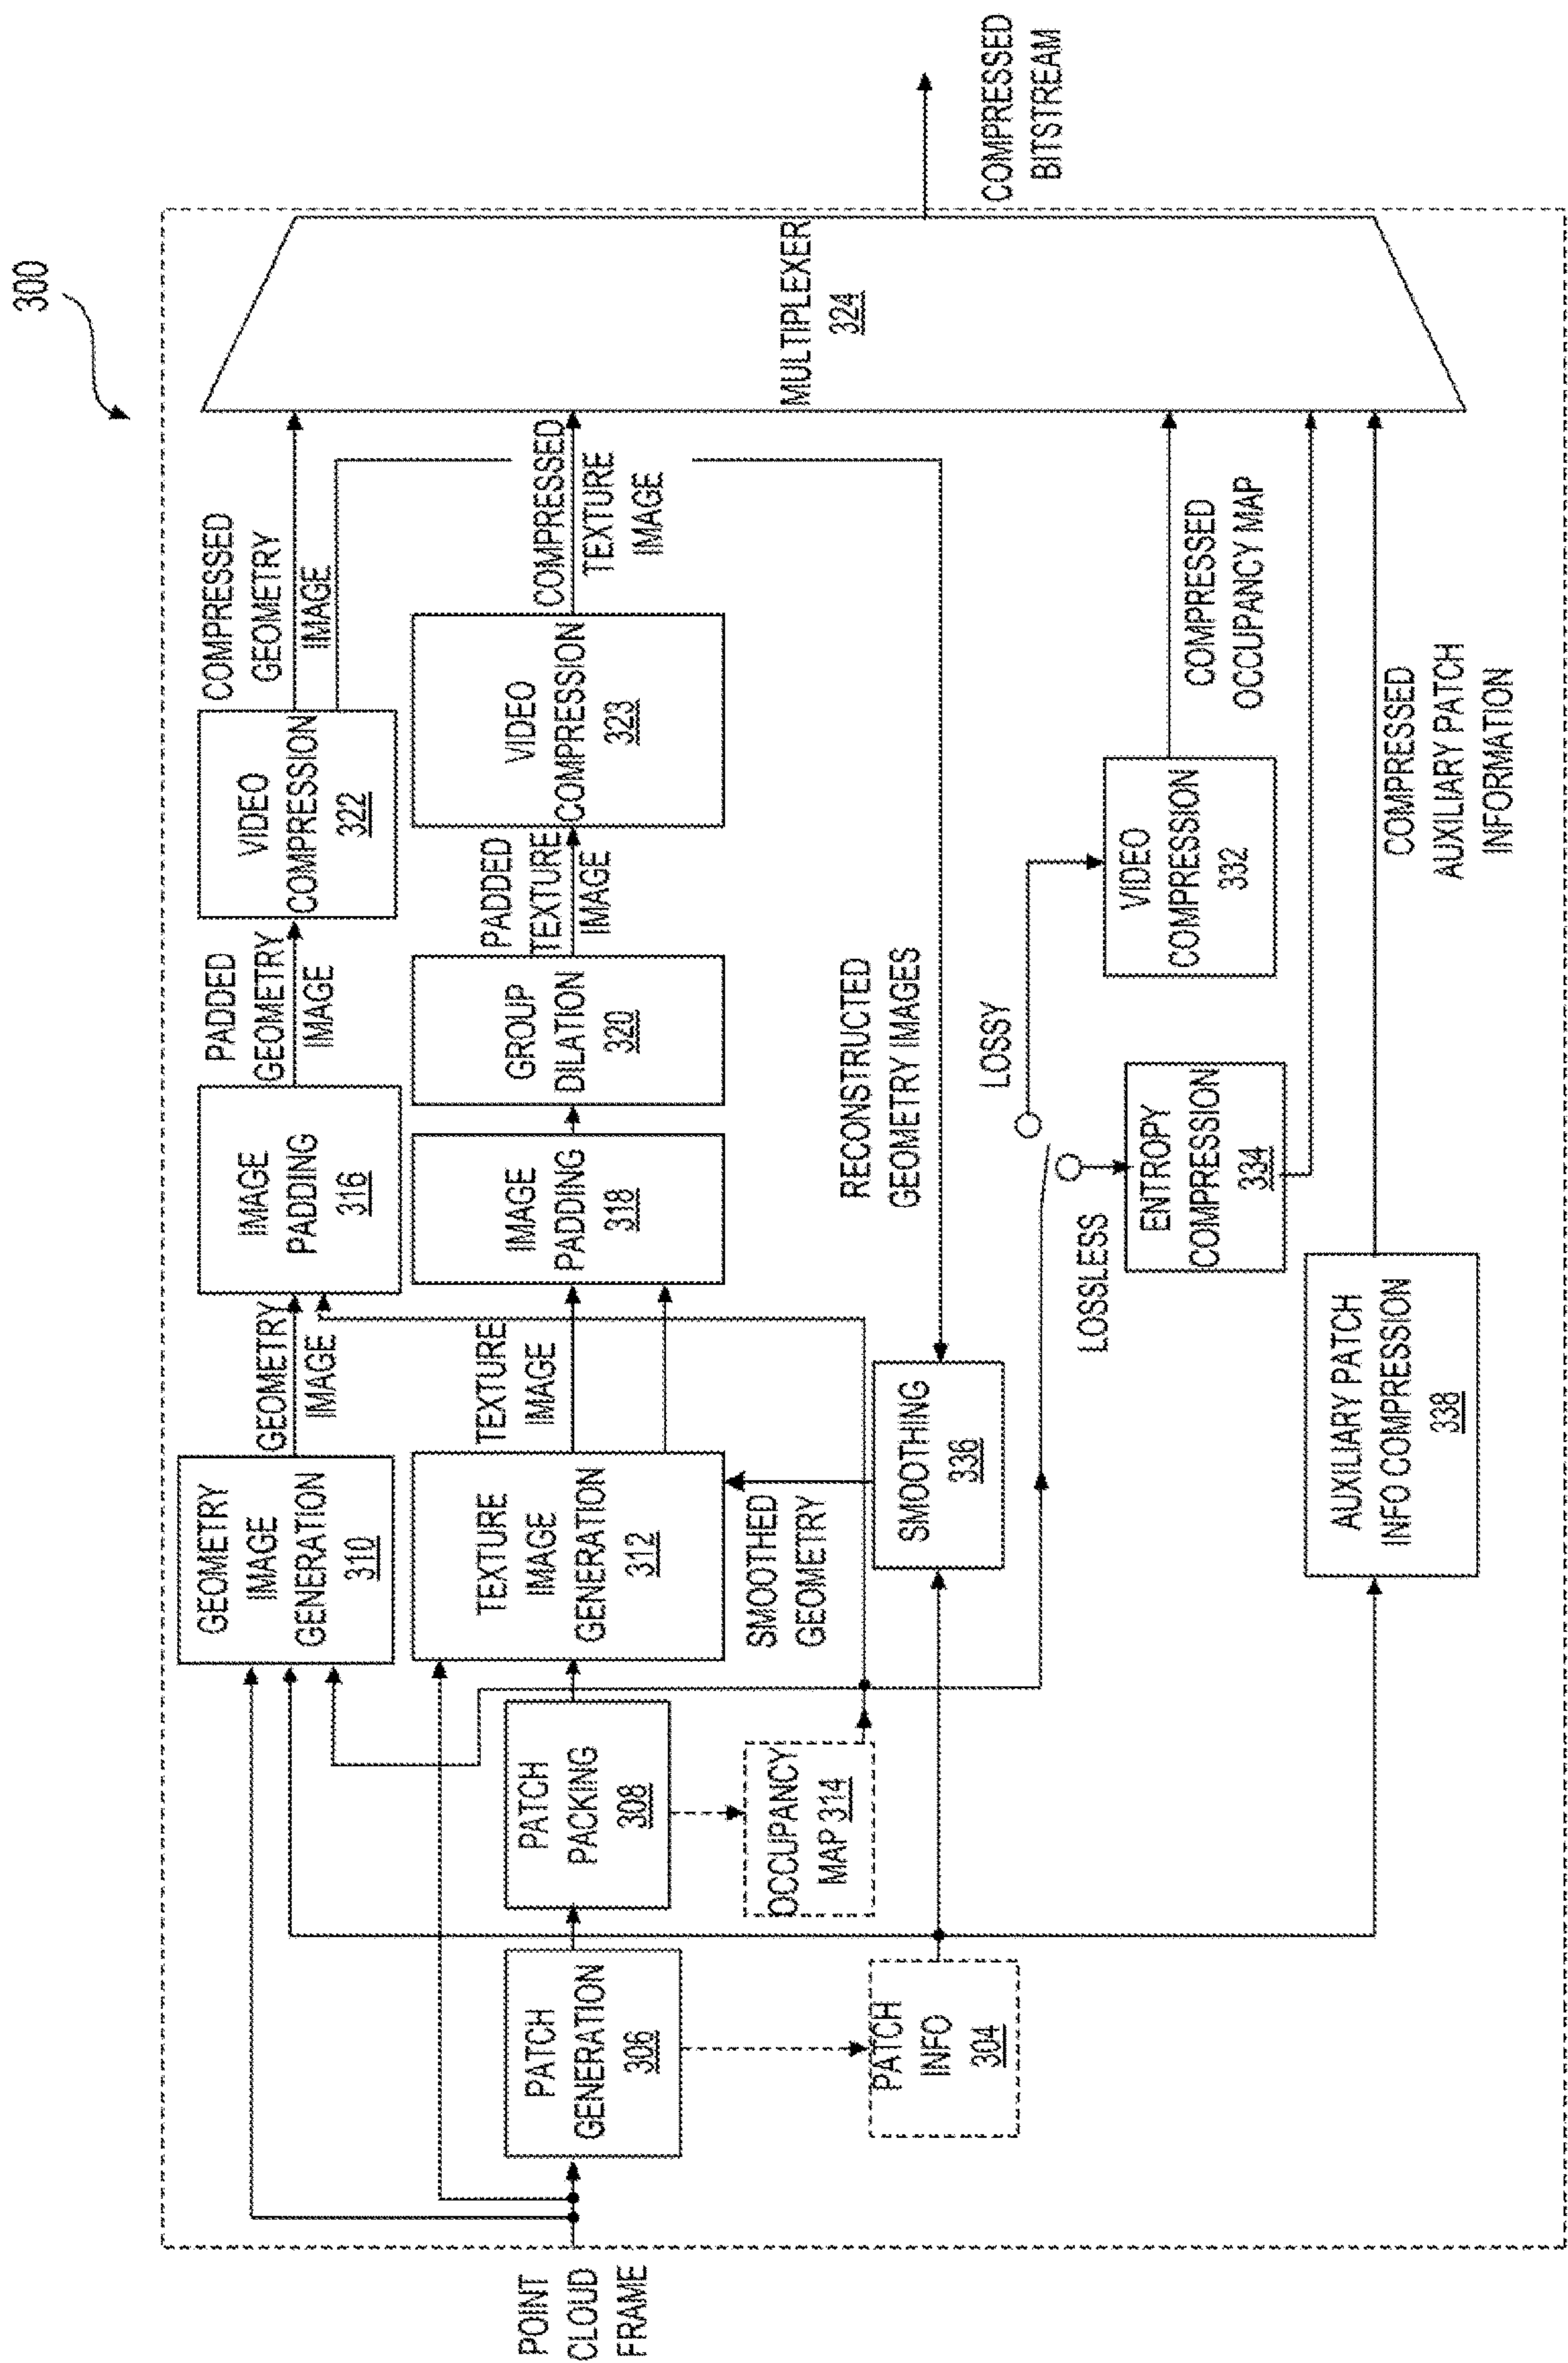 300
POINT
CLOUD
FRAME
PATCH
GENERATION
306
PATCH
INFO
304
PATCH
PACKING
308
OCCUPANCY
MAP 314
GEOMETRY
IMAGE
GENERATION
310
TEXTURE
IMAGE
GENERATION
312
SMOOTHED
GEOMETRY
SMOOTHING
336
GEOMETRY
IMAGE
TEXTURE
IMAGE
IMAGE
PADDING
316
IMAGE
PADDING
318
GROUP
DILATION
320
PADDED
GEOMETRY
IMAGE
PADDED
TEXTURE
IMAGE
VIDEO
COMPRESSION
322
VIDEO
COMPRESSION
323
COMPRESSED
GEOMETRY
IMAGE
COMPRESSED
TEXTURE
IMAGE
RECONSTRUCTED
GEOMETRY IMAGES
LOSSY
LOSSLESS
VIDEO
COMPRESSION
332
ENTROPY
COMPRESSION
334
AUXILIARY PATCH
INFO COMPRESSION
338
COMPRESSED
OCCUPANCY MAP
COMPRESSED
AUXILIARY PATCH
INFORMATION
MULTIPLEXER
324
COMPRESSED
BITSTREAM